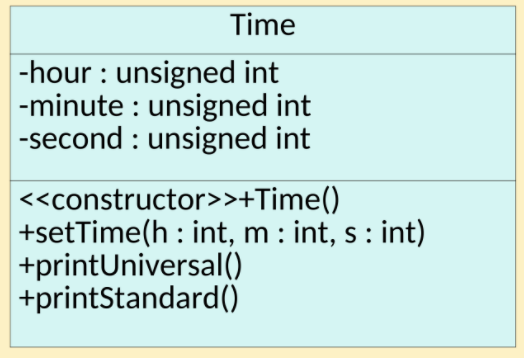 Time
-hour : unsigned int
-minute : unsigned int
-second : unsigned int
<<constructor>>+Time()
+setTime(h : int, m : int, s : int)
+printUniversal()
+printStandard()